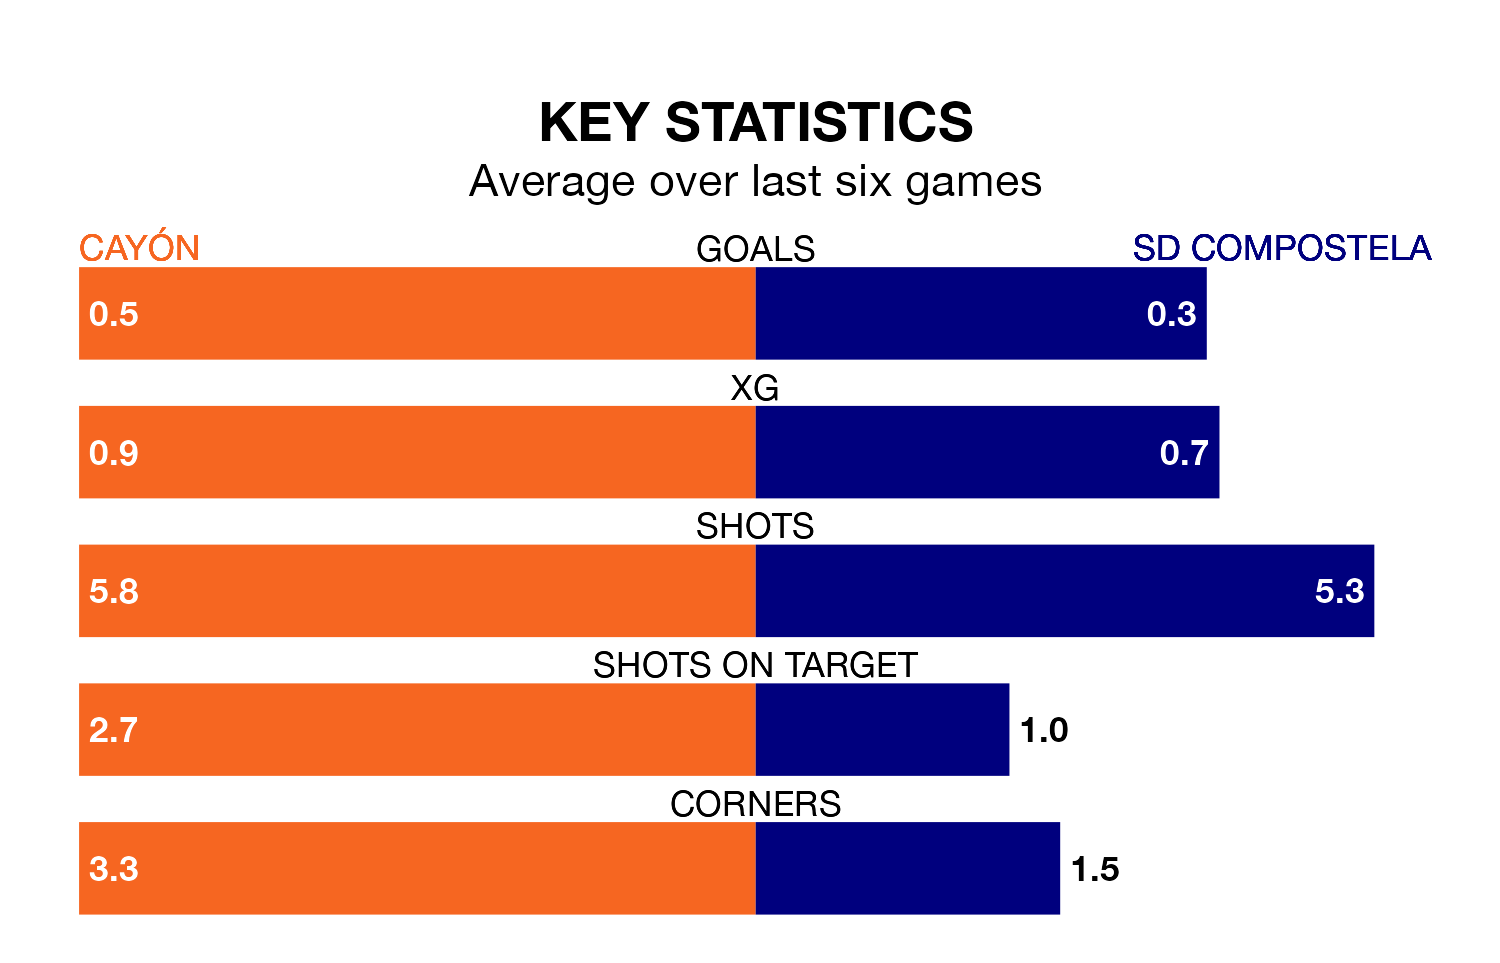 KEY STATISTICS
Average over last six games
CAYÓN GOALS SD COMPOSTELA
0.5 0.3
XG
0.9 0.7
SHOTS
5.8 5.3
SHOTS ON TARGET
2.7 1.0
CORNERS
3.3 1.5